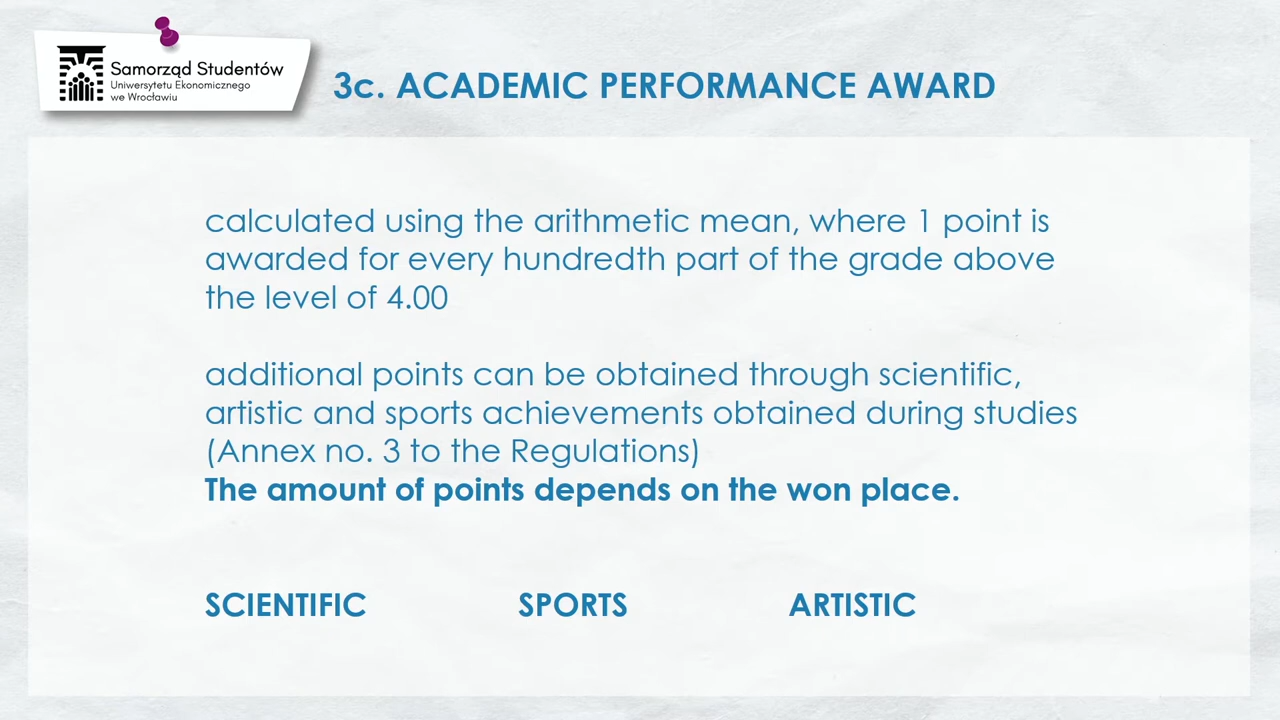 Samorząd Studentów
Uniwersytetu Ekonomicznego
we Wrocławiu
3c. ACADEMIC PERFORMANCE AWARD
calculated using the arithmetic mean, where 1 point is
awarded for every hundredth part of the grade above
the level of 4.00
additional points can be obtained through scientific,
artistic and sports achievements obtained during studies
(Annex no. 3 to the Regulations)
The amount of points depends on the won place.
SCIENTIFIC SPORTS ARTISTIC